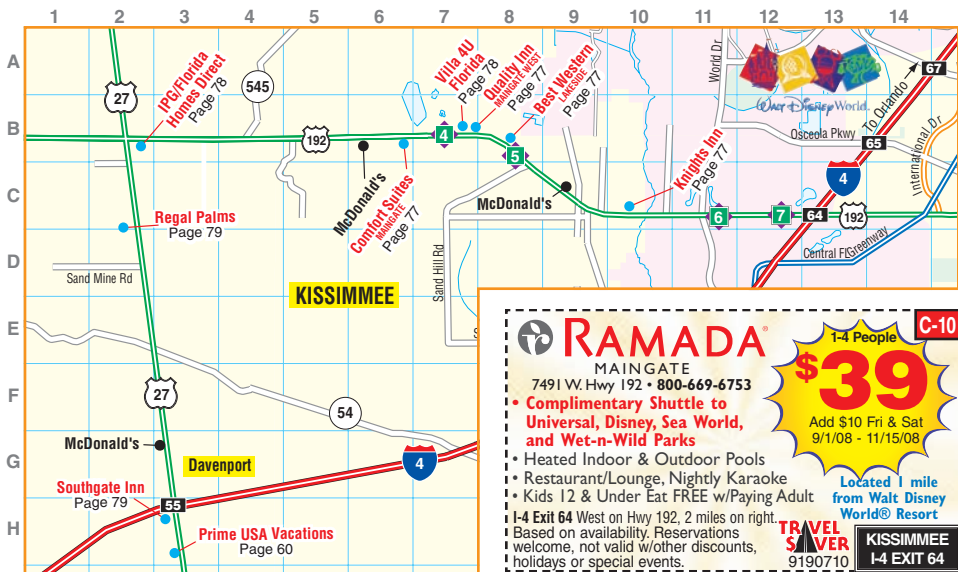 1 2 3 4 5 6 7 8 9 10 11 12 13 14
A
B
C
D
E
F
G
H
27
IPG/Florida
Homes Direct
Page 78
545
192
Villa 4U
Florida
Page 78
Quality Inn
MAINGATE WEST
Page 77
Best Western
LAKESIDE
Page 77
4
5
McDonald's
Comfort Suites
MAINGATE
Page 77
McDonald's
Knights Inn
Page 77
World Dr
Walt Disney World
To Orlando
67
Osceola Pkwy
65
International Dr
4
6
7
64
192
Central FL Greenway
Regal Palms
Page 79
Sand Mine Rd
Sand Hill Rd
KISSIMMEE
S
27
54
McDonald's
Davenport
4
Southgate Inn
Page 79
55
Prime USA Vacations
Page 60
C-10
RAMADA®
MAINGATE
7491 W. Hwy 192 • 800-669-6753
• Complimentary Shuttle to
Universal, Disney, Sea World,
and Wet-n-Wild Parks
• Heated Indoor & Outdoor Pools
• Restaurant/Lounge, Nightly Karaoke
• Kids 12 & Under Eat FREE w/Paying Adult
I-4 Exit 64 West on Hwy 192, 2 miles on right.
Based on availability. Reservations
welcome, not valid w/other discounts,
holidays or special events.
1-4 People
$39
Add $10 Fri & Sat
9/1/08 - 11/15/08
Located 1 mile
from Walt Disney
World® Resort
TRAVEL
SAVER
9190710
KISSIMMEE
I-4 EXIT 64